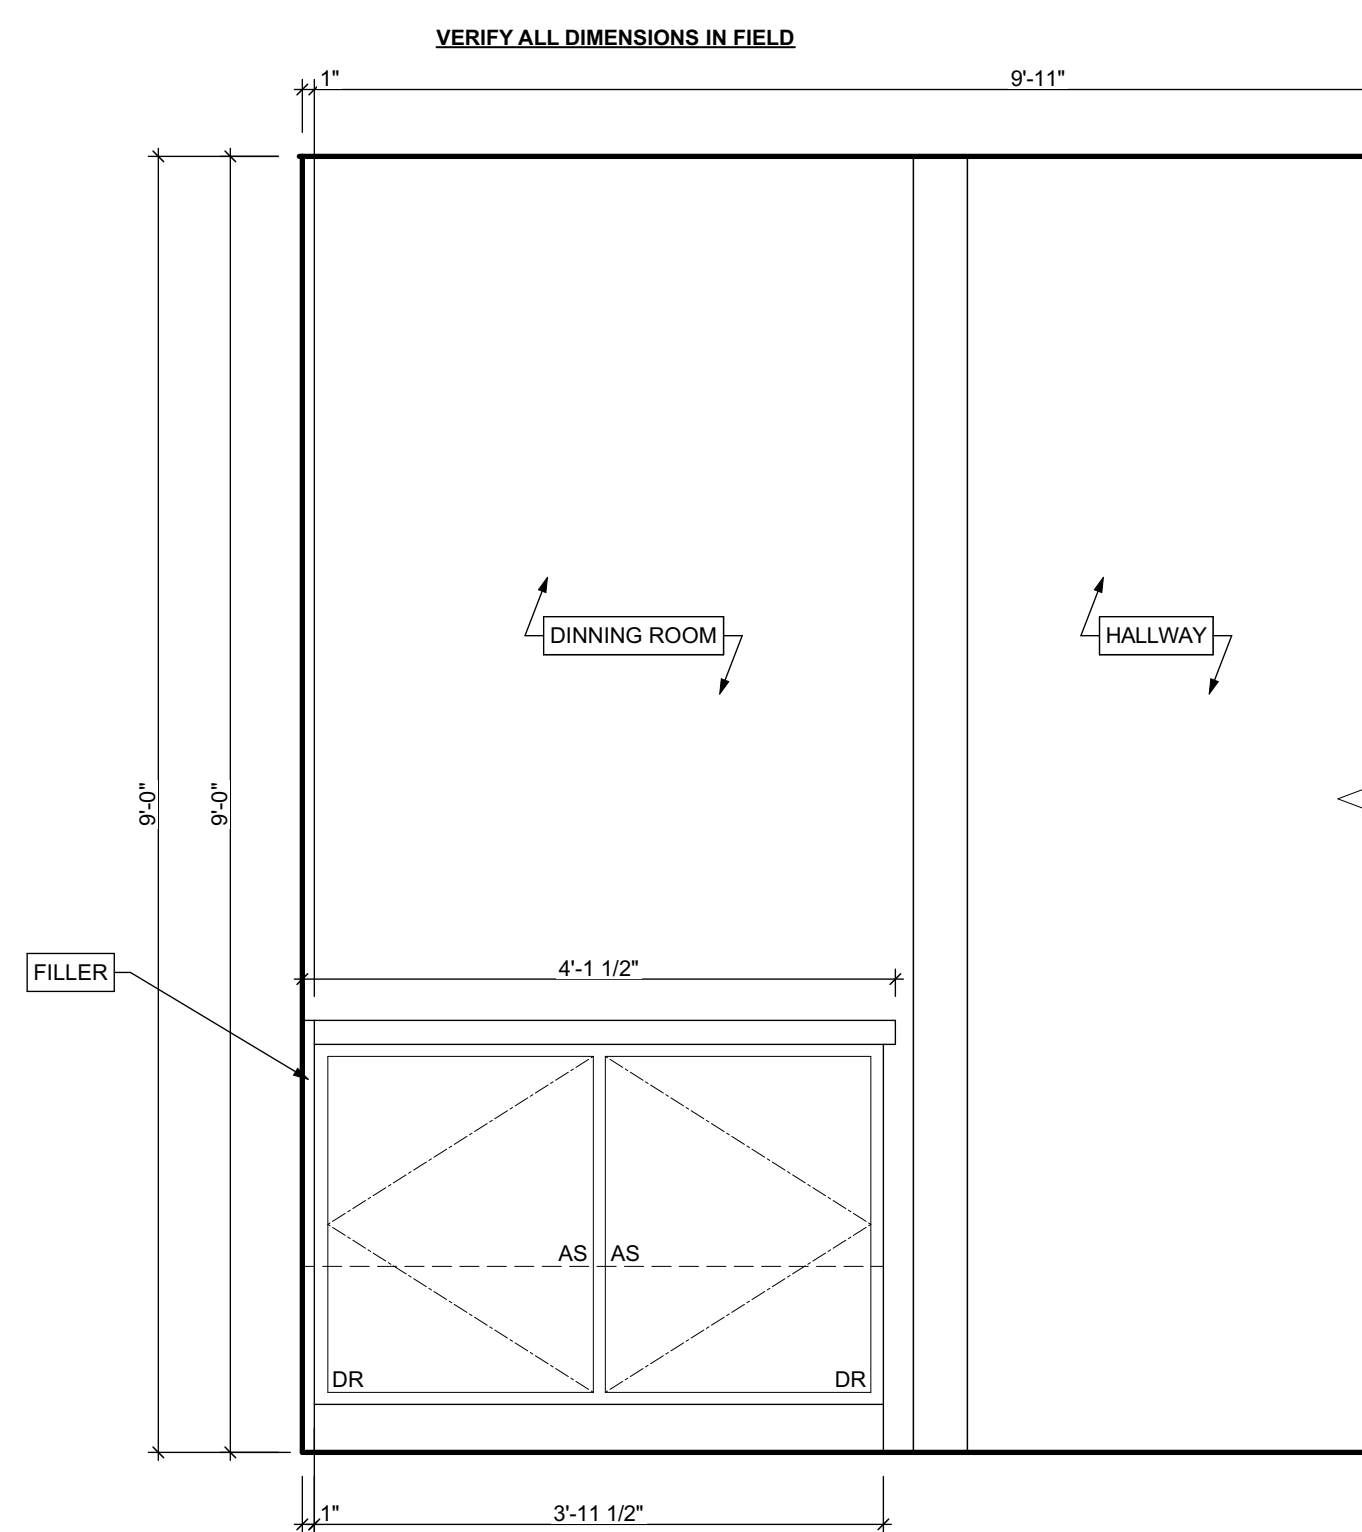 VERIFY ALL DIMENSIONS IN FIELD
1"
9'-11"
DINNING ROOM
HALLWAY
9'-0"
9'-0"
FILLER
4'-1 1/2"
AS
AS
DR
DR
1"
3'-11 1/2"